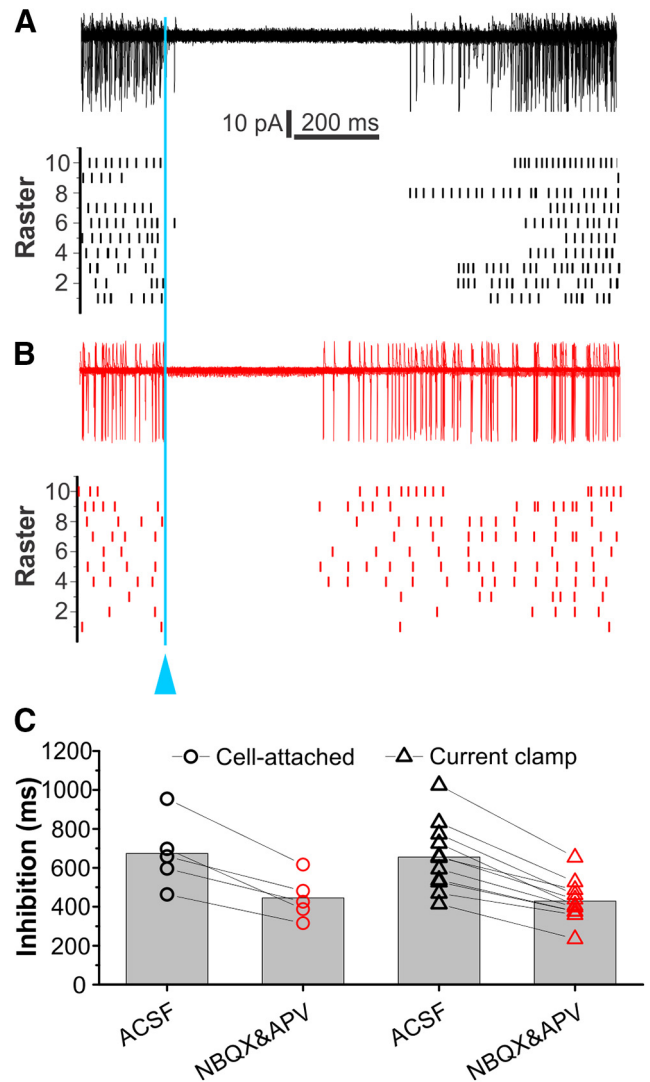 A
10 pA 200 ms
Raster
10
8
6
4
2
B
Raster
10
8
6
4
2
C
Cell-attached Current clamp
Inhibition (ms)
1200
1000
800
600
400
200
0
ACSF NBQX&APV ACSF NBQX&APV